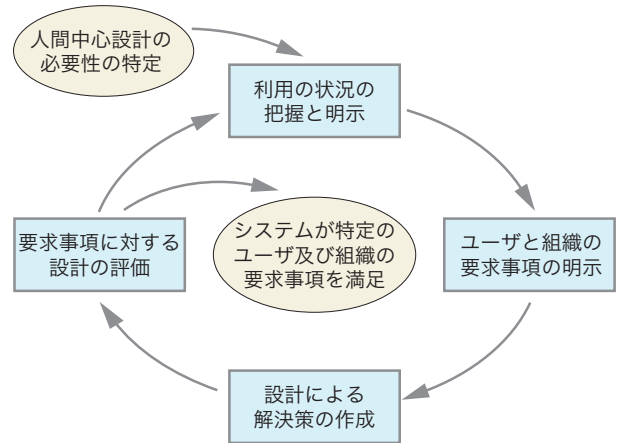 人間中心設計の
必要性の特定
利用の状況の
把握と明示
ユーザと組織の
要求事項の明示
設計による
解決策の作成
要求事項に対する
設計の評価
システムが特定の
ユーザ及び組織の
要求事項を満足